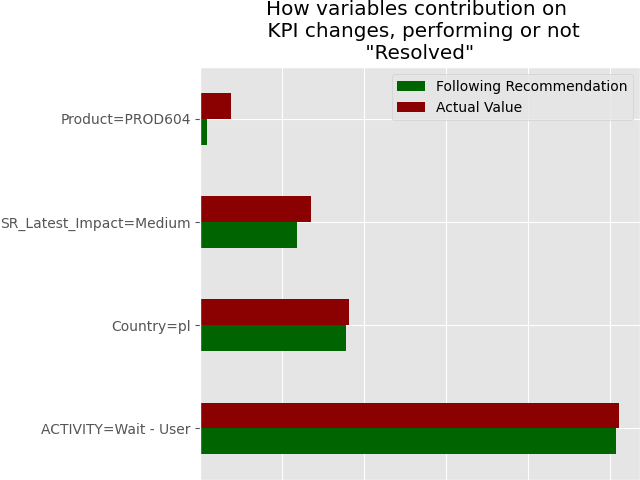 How variables contribution on
KPI changes, performing or not
"Resolved"
Following Recommendation
Actual Value
Product=PROD604
SR_Latest_Impact=Medium
Country=pl
ACTIVITY=Wait - User